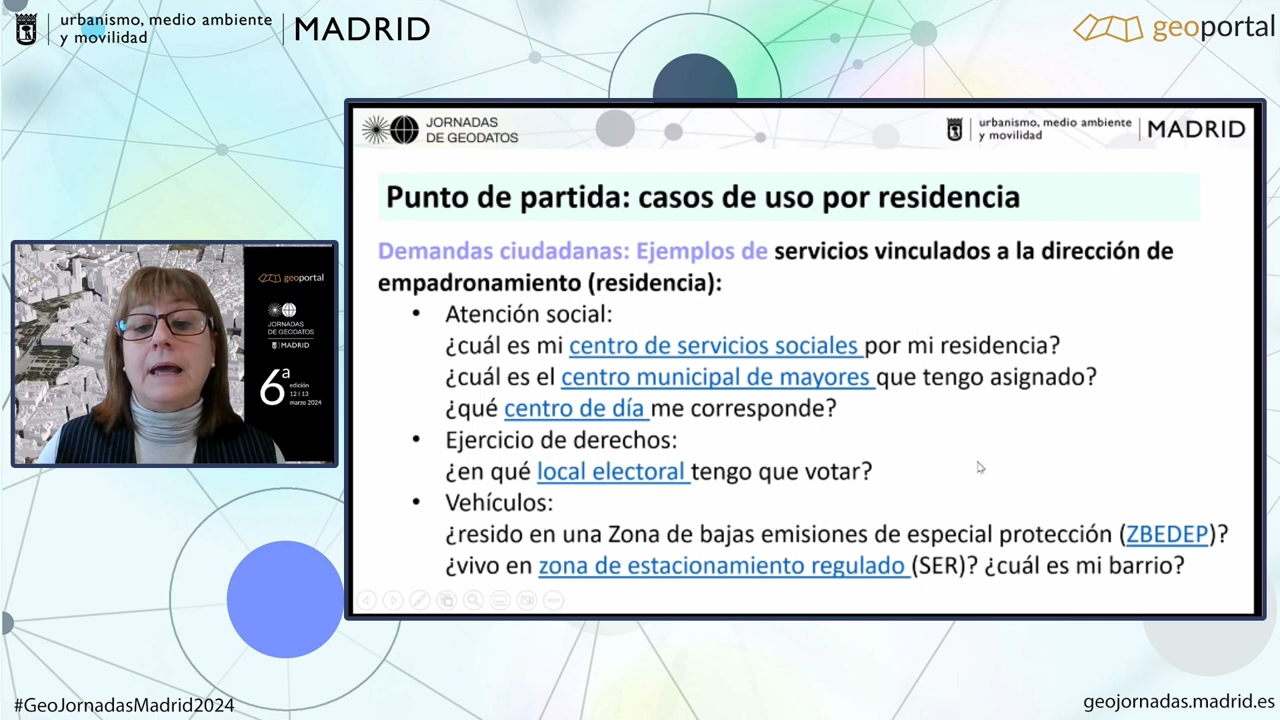 urbanismo, medio ambiente
y movilidad
MADRID
geoportal
JORNADAS
DE GEODATOS
urbanismo, medio ambiente
y movilidad
MADRID
Punto de partida: casos de uso por residencia
Demandas ciudadanas: Ejemplos de servicios vinculados a la dirección de
empadronamiento (residencia):
• Atención social:
¿cuál es mi centro de servicios sociales por mi residencia?
¿cuál es el centro municipal de mayores que tengo asignado?
¿qué centro de día me corresponde?
• Ejercicio de derechos:
¿en qué local electoral tengo que votar?
• Vehículos:
¿resido en una Zona de bajas emisiones de especial protección (ZBEDEP)?
¿vivo en zona de estacionamiento regulado (SER)? ¿cuál es mi barrio?
geoportal
JORNADAS
DE GEODATOS
MADRID
6ª
edición
12 I 13
marzo 2024
#GeoJornadasMadrid2024
geojornadas.madrid.es